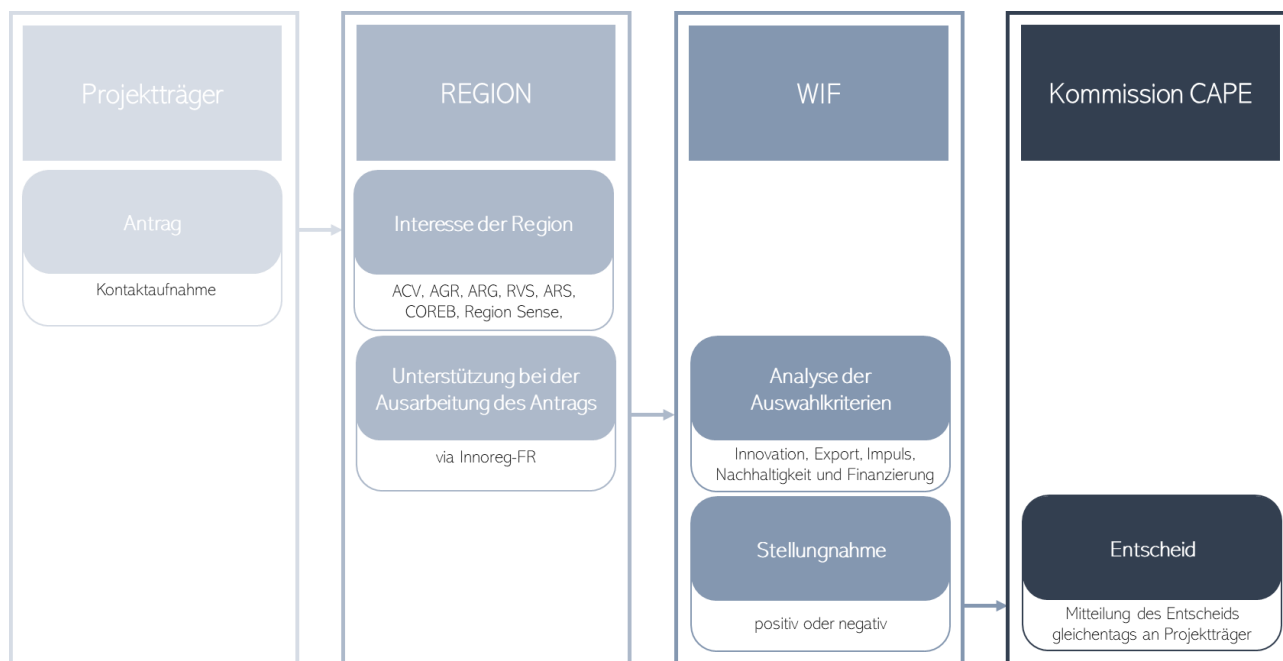 Projektträger
REGION
WIF
Kommission CAPE
Antrag
Kontaktaufnahme
Interesse der Region
ACV, AGR, ARG, RVS, ARS,
COREB, Region Sense,
Unterstützung bei der
Ausarbeitung des Antrags
via Innoreg-FR
Analyse der
Auswahlkriterien
Innovation, Export, Impuls,
Nachhaltigkeit und Finanzierung
Stellungnahme
positiv oder negativ
Entscheid
Mitteilung des Entscheids
gleichentags an Projektträger